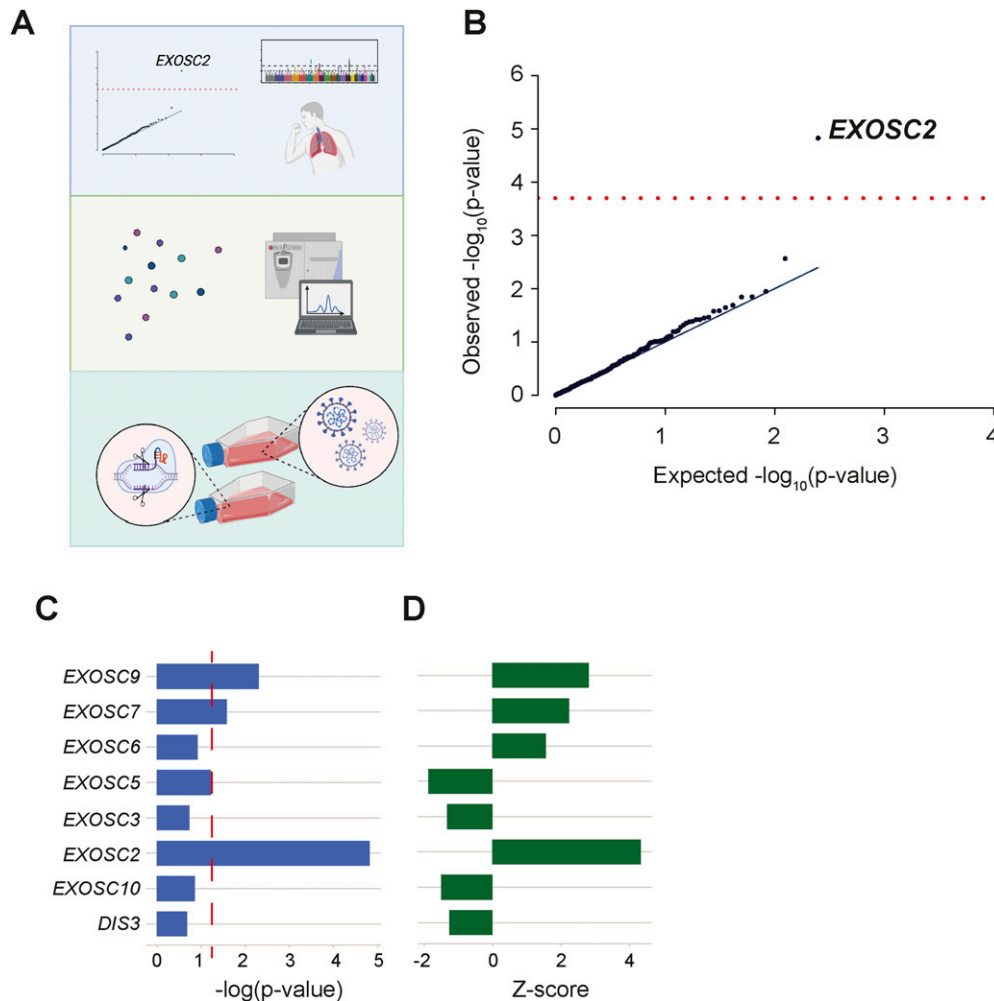 A
EXOSC2
B
6
5
4
3
2
1
0
Observed -log10(p-value)
EXOSC2
0
1
2
3
4
Expected -log10(p-value)
C
EXOSC9
EXOSC7
EXOSC6
EXOSC5
EXOSC3
EXOSC2
EXOSC10
DIS3
0 1 2 3 4 5
-log(p-value)
D
-2 0 2 4
Z-score